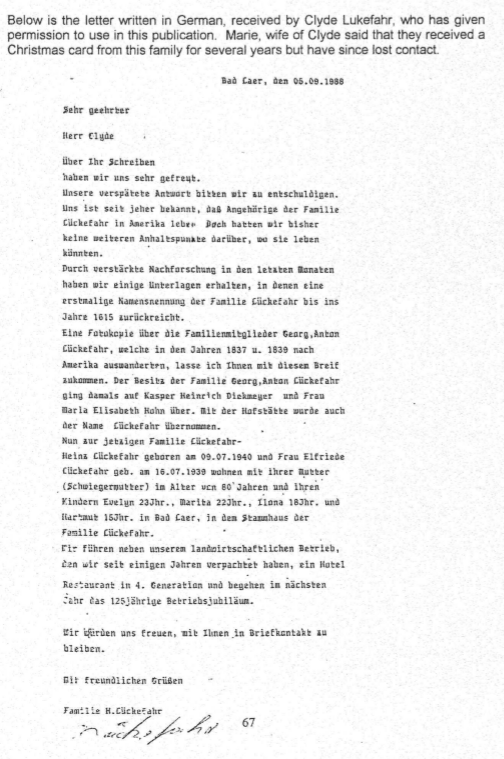 Below is the letter written in German, received by Clyde Lukefahr, who has given
permission to use in this publication. Marie, wife of Clyde said that they received a
Christmas card from this family for several years but have since lost contact.
Bad Laer, den 05.09.1988
Sehr geehrter
Herr Clyde
Über Ihr Schreiben
haben wir uns sehr gefreut.
Unsere verspätete Antwort bitten wir zu entschuldigen.
Uns ist seit jeher bekannt, daß Angehörige der Familie
Lückefahr in Amerika leben Doch hatten wir bisher
keine weiteren Anhaltspunkte darüber, wo sie leben
könnten.
Durch verstärkte Nachforschung in den letzten Monaten
haben wir einige Unterlagen erhalten, in denen eine
erstmalige Namensnennung der Familie Lückefahr bis ins
Jahre 1615 zurückreicht.
Eine Fotokopie über die Familienmitglieder Georg,Anton
Lückefahr, welche in den Jahren 1837 u. 1839 nach
Amerika auswanderten, lasse ich Ihnen mit diesem Breif
zukommen. Der Besitz der Familie Georg,Anton Lückefahr
ging damals auf Kasper Heinrich Diekmeyer und Frau
Maria Elisabeth Hohn über. Mit der Hofstätte wurde auch
der Name Lückefahr übernommen.
Nun zur jetzigen Familie Lückefahr-
Heinz Lückefahr geboren am 09.07.1940 und Frau Elfriede
Lückefahr geb. am 16.07.1939 wohnen mit ihrer Mutter
(Schwiegermutter) im Alter von 80 Jahren und ihren
Kindern Evelyn 23Jhr., Marita 22Jhr., Ilona 18Jhr. und
Hartmut 15Jhr. in Bad Laer, in dem Stammhaus der
Familie Lückefahr.
Wir führen neben unserem landwirtschaftlichen Betrieb,
den wir seit einigen Jahren verpachtet haben, ein Hotel
Restaurant in 4. Generation und begehen im nächsten
Jahr das 125jährige Betriebsjubiläum.
Wir würden uns freuen, mit Ihnen in Briefkontakt zu
bleiben.
Mit freundlichen Grüßen
Familie H.Lückefahr
67